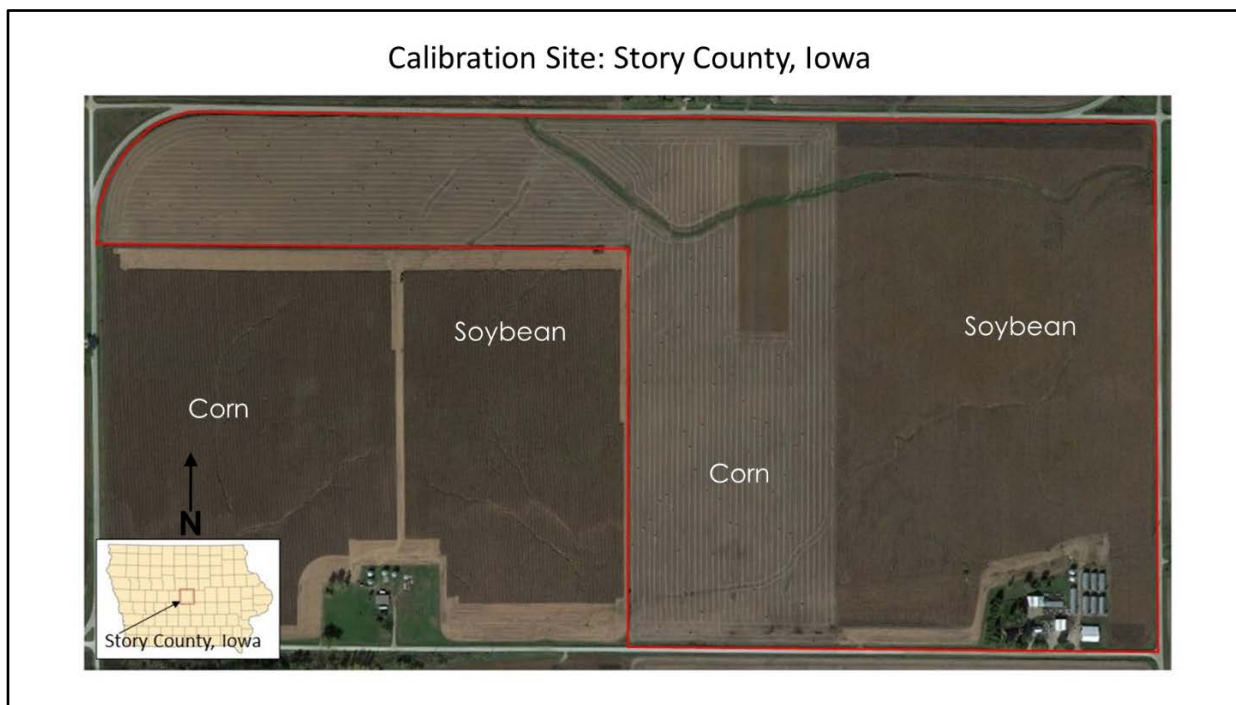 Calibration Site: Story County, Iowa
Soybean
Soybean
Corn
Corn
N
Story County, Iowa